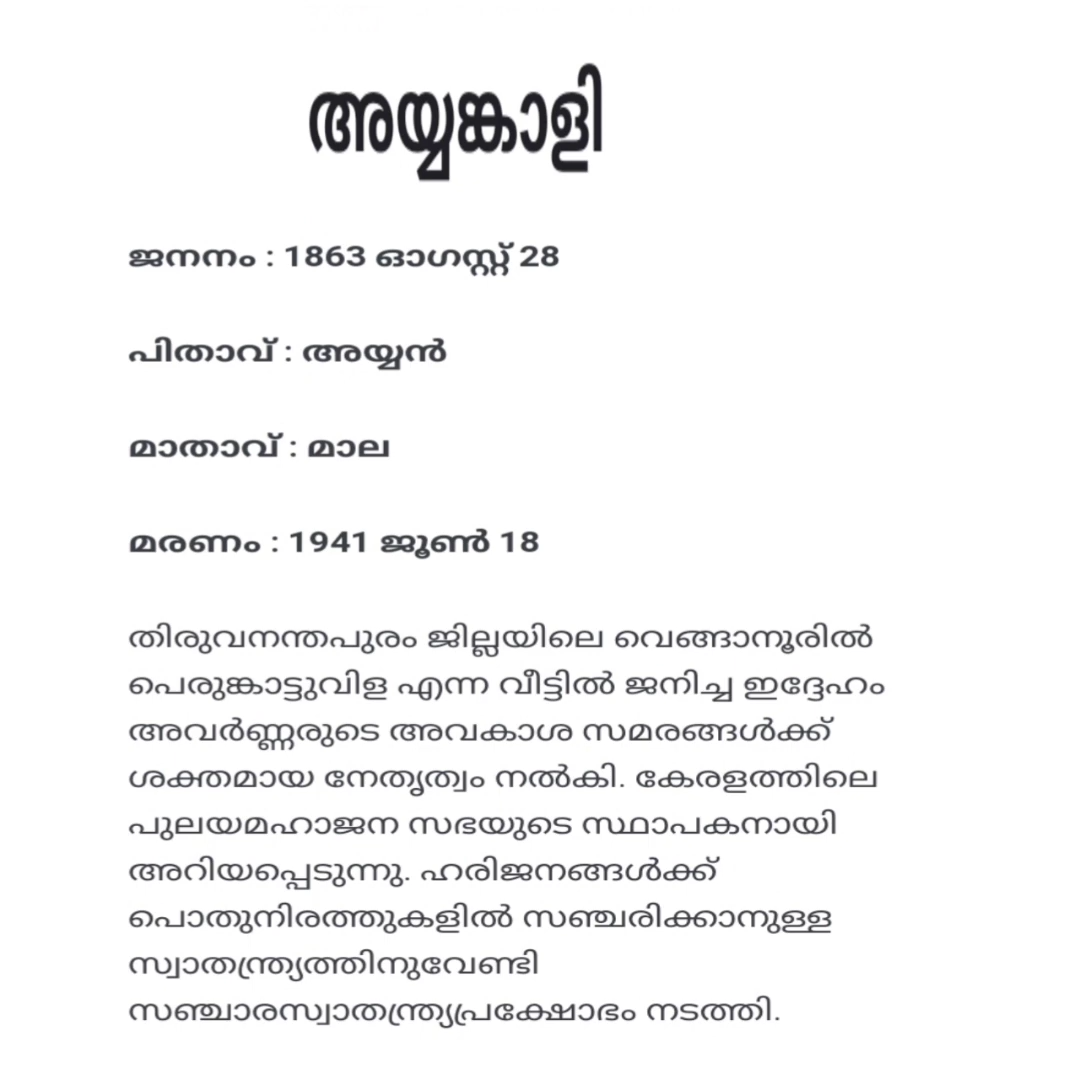 അയ്യങ്കാളി
ജനനം : 1863 ഓഗസ്റ്റ് 28
പിതാവ് : അയ്യൻ
മാതാവ് : മാല
മരണം : 1941 ജൂൺ 18
തിരുവനന്തപുരം ജില്ലയിലെ വെങ്ങാനൂരിൽ
പെരുങ്കാട്ടുവിള എന്ന വീട്ടിൽ ജനിച്ച ഇദ്ദേഹം
അവർണ്ണരുടെ അവകാശ സമരങ്ങൾക്ക്
ശക്തമായ നേതൃത്വം നൽകി. കേരളത്തിലെ
പുലയമഹാജന സഭയുടെ സ്ഥാപകനായി
അറിയപ്പെടുന്നു. ഹരിജനങ്ങൾക്ക്
പൊതുനിരത്തുകളിൽ സഞ്ചരിക്കാനുള്ള
സ്വാതന്ത്ര്യത്തിനുവേണ്ടി
സഞ്ചാരസ്വാതന്ത്ര്യപ്രക്ഷോഭം നടത്തി.